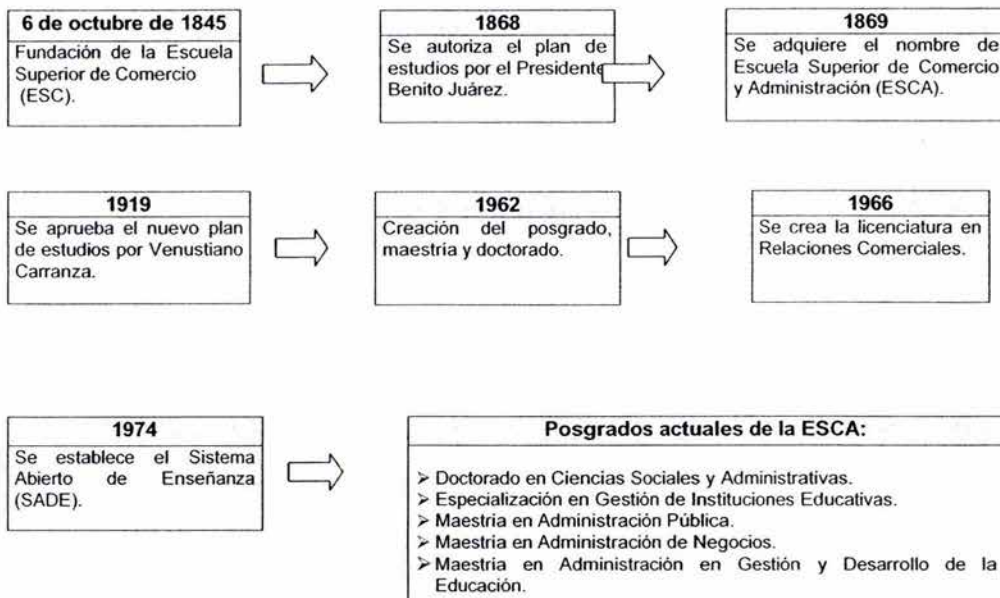 6 de octubre de 1845
Fundación de la Escuela
Superior de Comercio
(ESC).
1868
Se autoriza el plan de
estudios por el Presidente
Benito Juárez.
1869
Se adquiere el nombre de
Escuela Superior de Comercio
y Administración (ESCA).
1919
Se aprueba el nuevo plan
de estudios por Venustiano
Carranza.
1962
Creación del posgrado,
maestría y doctorado.
1966
Se crea la licenciatura en
Relaciones Comerciales.
1974
Se establece el Sistema
Abierto de Enseñanza
(SADE).
Posgrados actuales de la ESCA:
➢ Doctorado en Ciencias Sociales y Administrativas.
➢ Especialización en Gestión de Instituciones Educativas.
➢ Maestria en Administración Pública.
➢ Maestria en Administración de Negocios.
➢ Maestria en Administración en Gestión y Desarrollo de la
Educación.